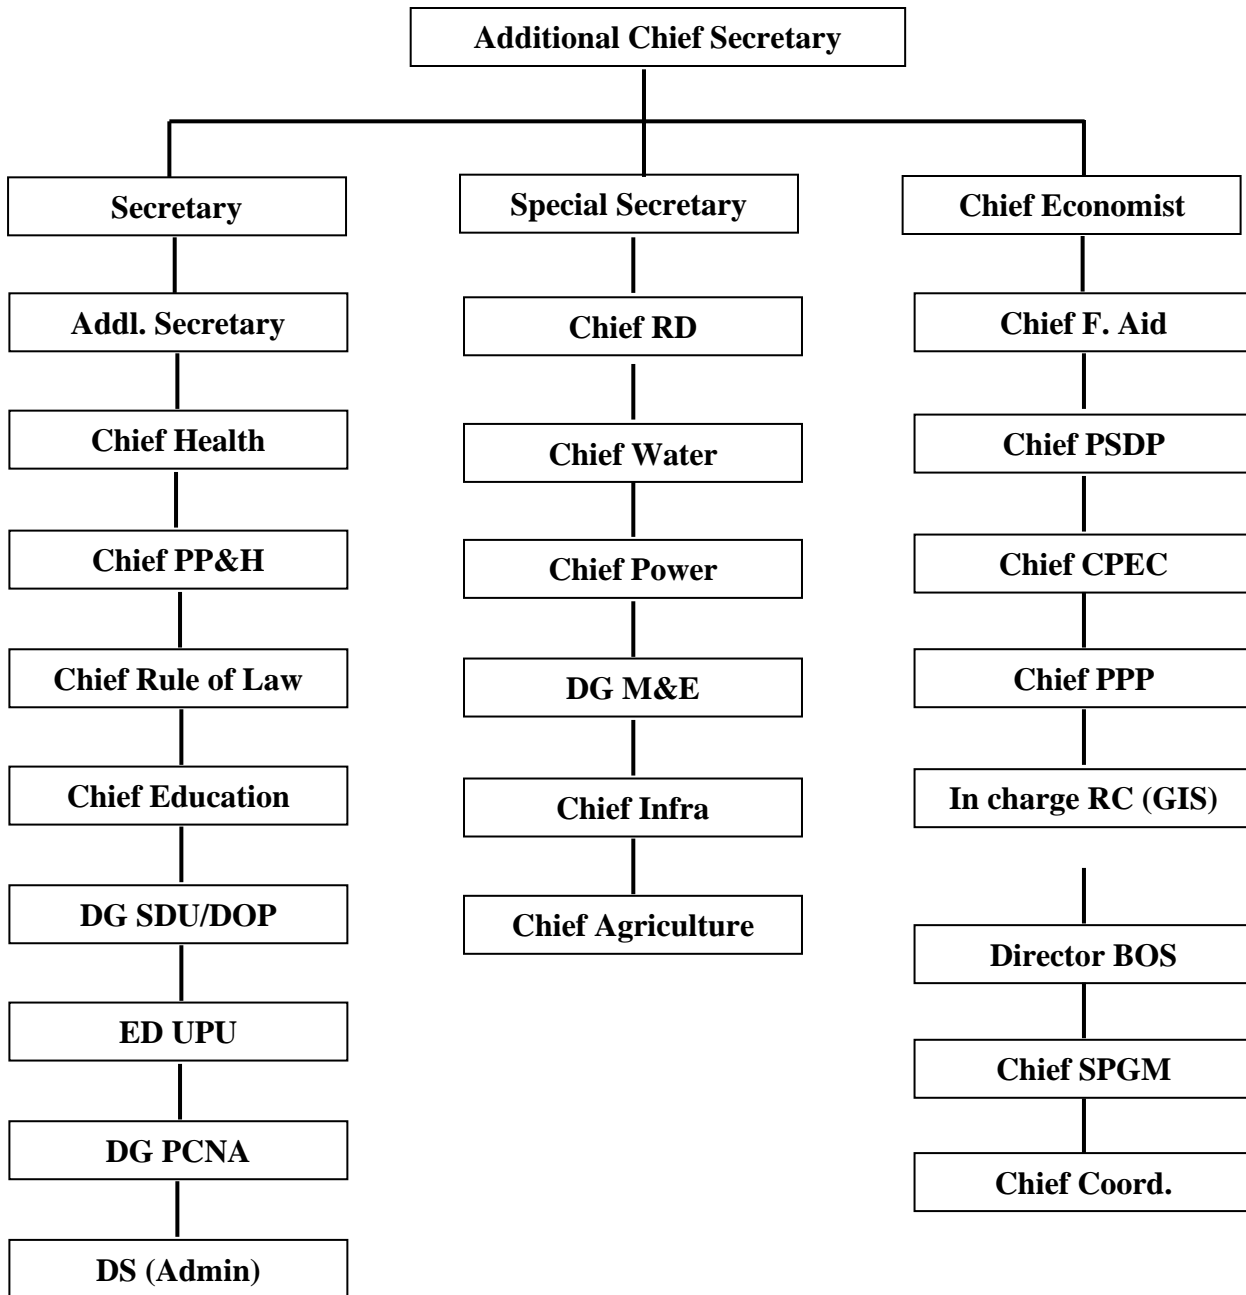 Additional Chief Secretary
Secretary
Special Secretary
Chief Economist
Addl. Secretary
Chief RD
Chief F. Aid
Chief Health
Chief Water
Chief PSDP
Chief PP&H
Chief Power
Chief CPEC
Chief Rule of Law
DG M&E
Chief PPP
Chief Education
Chief Infra
In charge RC (GIS)
DG SDU/DOP
Chief Agriculture
Director BOS
ED UPU
Chief SPGM
DG PCNA
Chief Coord.
DS (Admin)